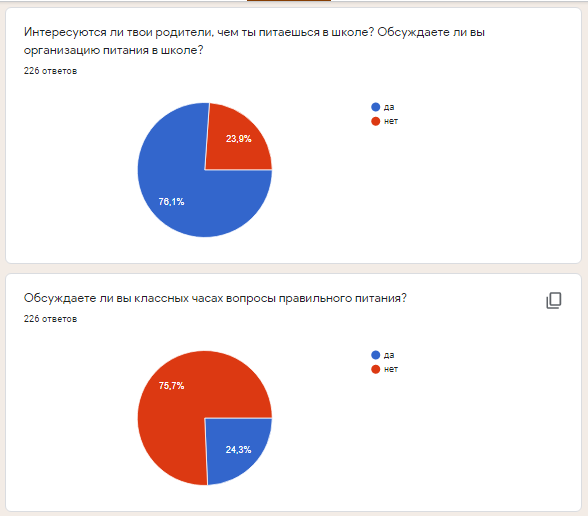 Интересуются ли твои родители, чем ты питаешься в школе? Обсуждаете ли вы
организацию питания в школе?
226 ответов
да
нет
23,9%
76,1%
Обсуждаете ли вы классных часах вопросы правильного питания?
226 ответов
да
нет
75,7%
24,3%